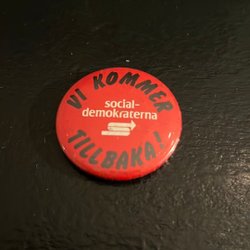 VI KOMMER
social-
demokraterna
TILLBAKA!